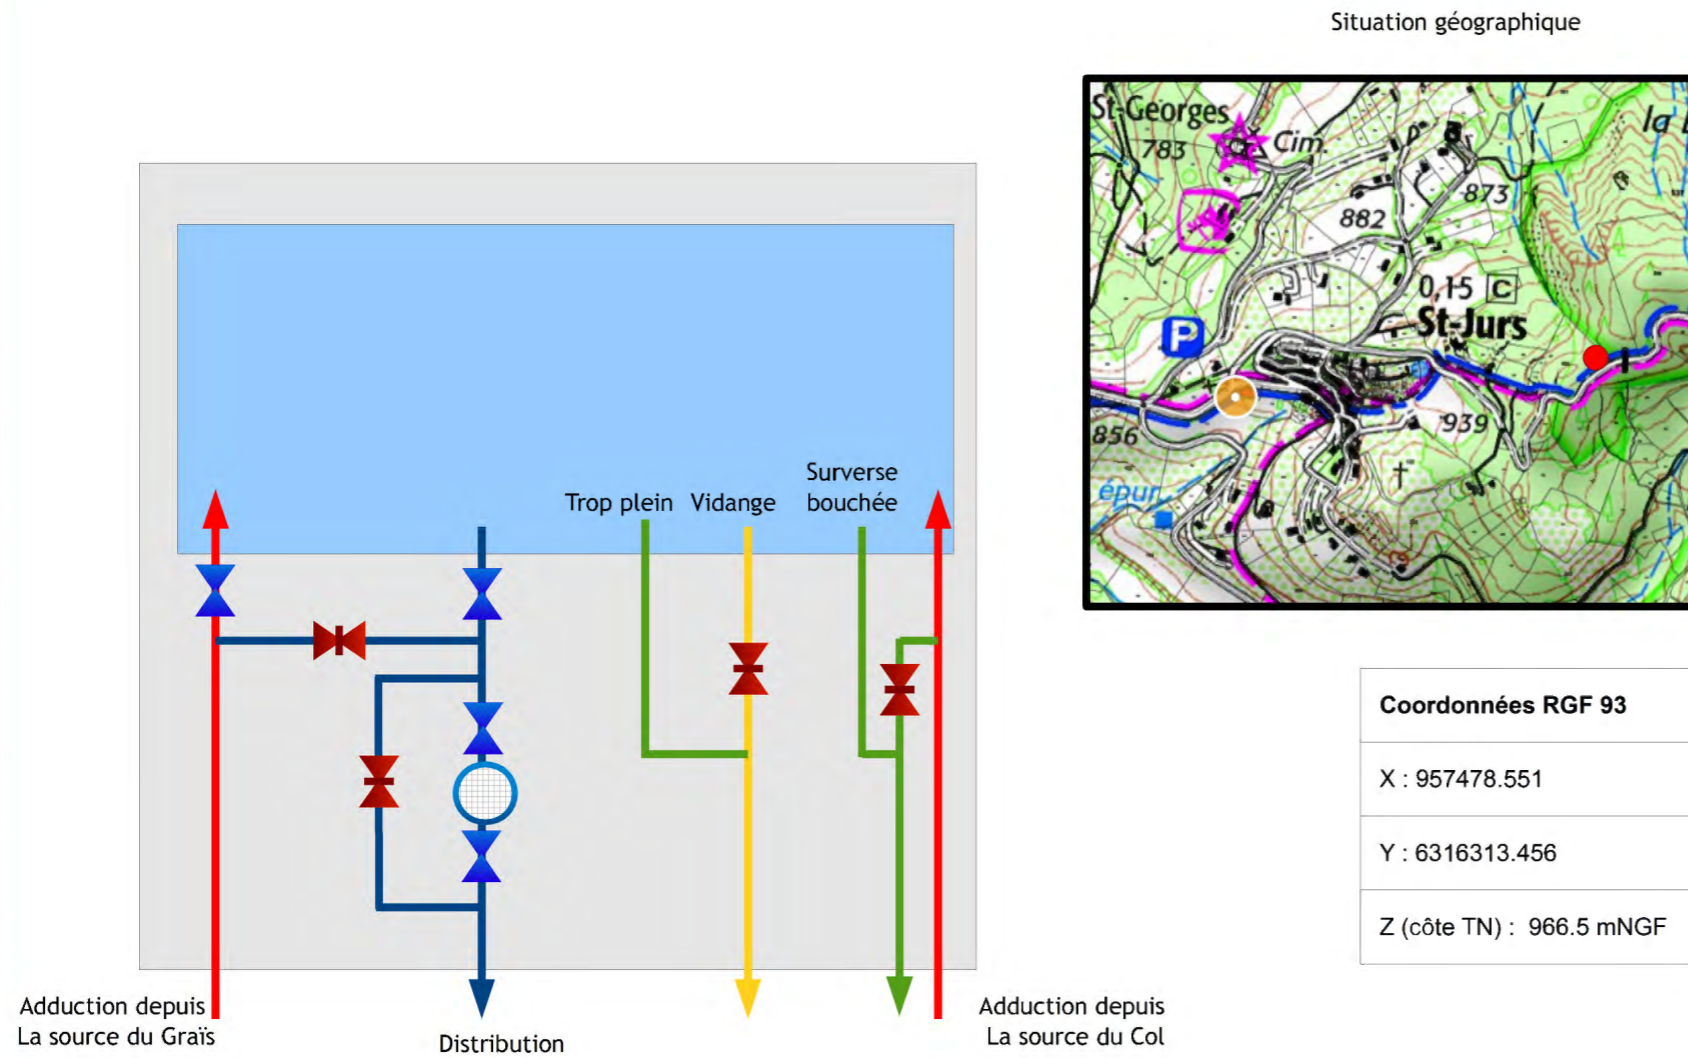 Situation géographique
St-Georges
783
Cim.
la
873
882
0,15 C
St-Jurs
P
939
856
épur.
Surverse
Trop plein Vidange bouchée
Coordonnées RGF 93
X : 957478.551
Y : 6316313.456
Z (côte TN) : 966.5 mNGF
Adduction depuis
La source du Graïs
Distribution
Adduction depuis
La source du Col